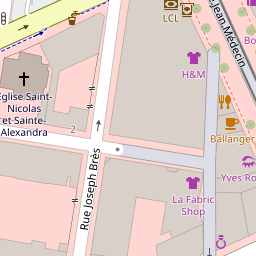 LCL
-Jean Médecin
Bo
H&M
Église Saint-
Nicolas
et Sainte-
Alexandra
2
Ballanger
Rue Joseph Brès
Yves Ro
La Fabric
Shop